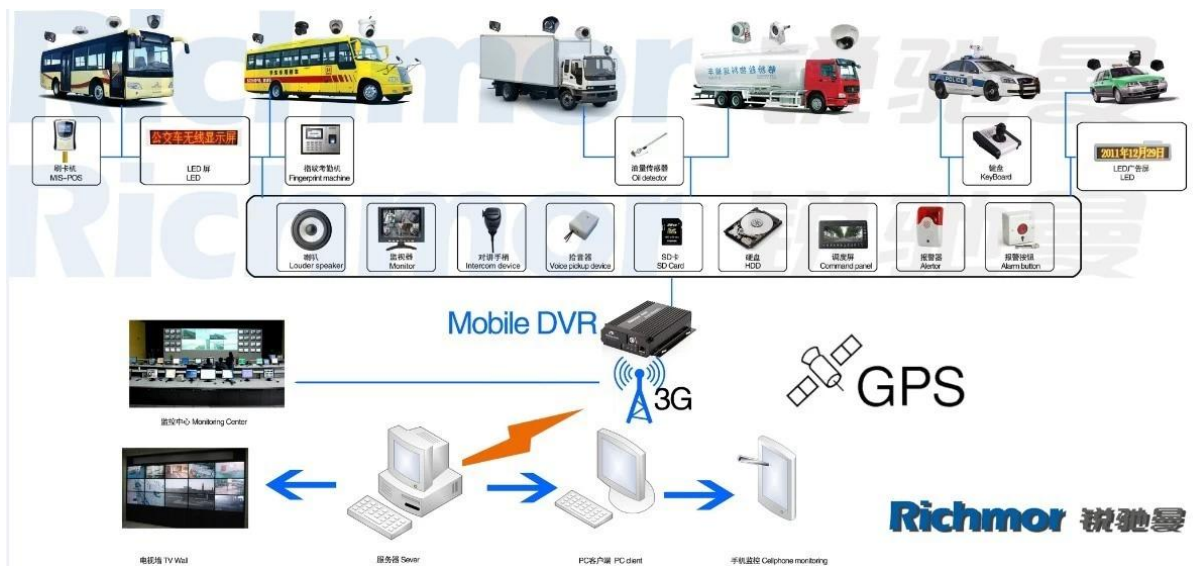 Richmor 锐驰曼
POLICE
刷卡机
MIS-POS
公交车无线显示屏
LED 屏
LED
指纹考勤机
Fingerprint machine
油量传感器
Oil detector
键盘
KeyBoard
2011年12月29日
LED广告屏
LED
Richmor 锐驰曼
喇叭
Louder speaker
监视器
Monitor
对讲手柄
Intercom device
拾音器
Voice pickup device
SD卡
SD Card
硬盘
HDD
调度屏
Command panel
报警器
Alertor
报警按钮
Alarm button
Mobile DVR
3G
GPS
监控中心 Monitoring Center
电视墙 TV Wall
服务器 Sever
PC客户端 PC client
手机监控 Cellphone monitoring
Richmor 锐驰曼